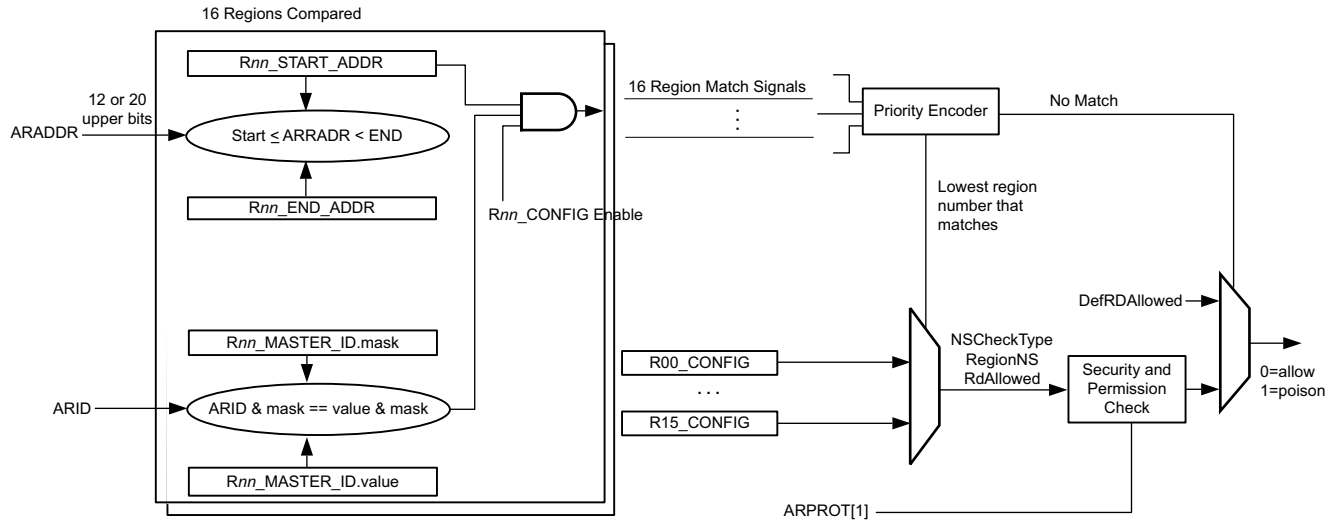 16 Regions Compared
Rnn_START_ADDR
12 or 20
upper bits
ARADDR
Start ≤ ARRADR < END
Rnn_END_ADDR
Rnn_CONFIG Enable
16 Region Match Signals
Priority Encoder
No Match
Lowest region
number that
matches
DefRDAllowed
Rnn_MASTER_ID.mask
ARID
ARID & mask == value & mask
Rnn_MASTER_ID.value
R00_CONFIG
...
R15_CONFIG
NSCheckType
RegionNS
RdAllowed
Security and
Permission
Check
0=allow
1=poison
ARPROT[1]